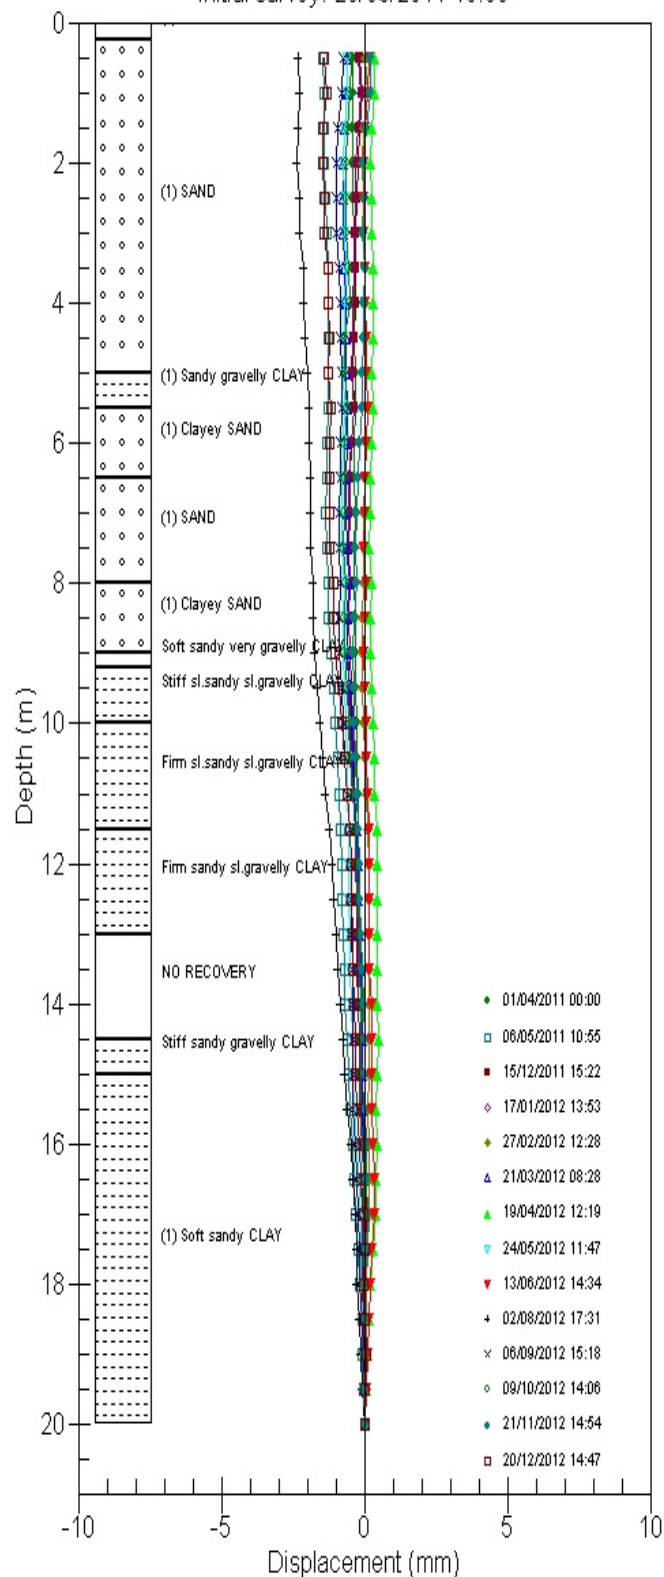 0
(1) SAND
2
4
(1) Sandy gravelly CLAY
(1) Clayey SAND
6
(1) SAND
8
(1) Clayey SAND
Soft sandy very gravelly CLAY
Stiff sl.sandy sl.gravelly CLAY
10
Firm sl.sandy sl.gravelly CLAY
Depth (m)
12
Firm sandy sl.gravelly CLAY
NO RECOVERY
14
Stiff sandy gravelly CLAY
16
(1) Soft sandy CLAY
18
20
01/04/2011 00:00
06/05/2011 10:55
15/12/2011 15:22
17/01/2012 13:53
27/02/2012 12:28
21/03/2012 08:28
19/04/2012 12:19
24/05/2012 11:47
13/06/2012 14:34
02/08/2012 17:31
06/09/2012 15:18
09/10/2012 14:06
21/11/2012 14:54
20/12/2012 14:47
-10 -5 0 5 10
Displacement (mm)